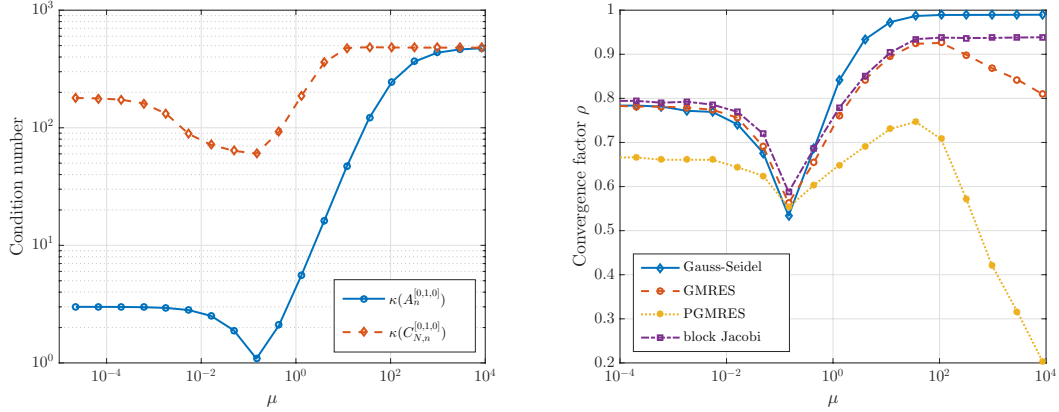 10^3
10^2
10^1
10^0
Condition number
10^{-4}
10^{-2}
10^0
10^2
10^4
μ
κ(A_n^{[0,1,0]})
κ(C_{N,n}^{[0,1,0]})
1
0.9
0.8
0.7
0.6
0.5
0.4
0.3
0.2
Convergence factor ρ
10^{-4}
10^{-2}
10^0
10^2
10^4
μ
Gauss-Seidel
GMRES
PGMRES
block Jacobi